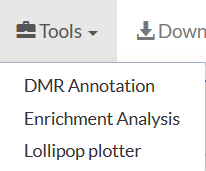 Tools Down
DMR Annotation
Enrichment Analysis
Lollipop plotter